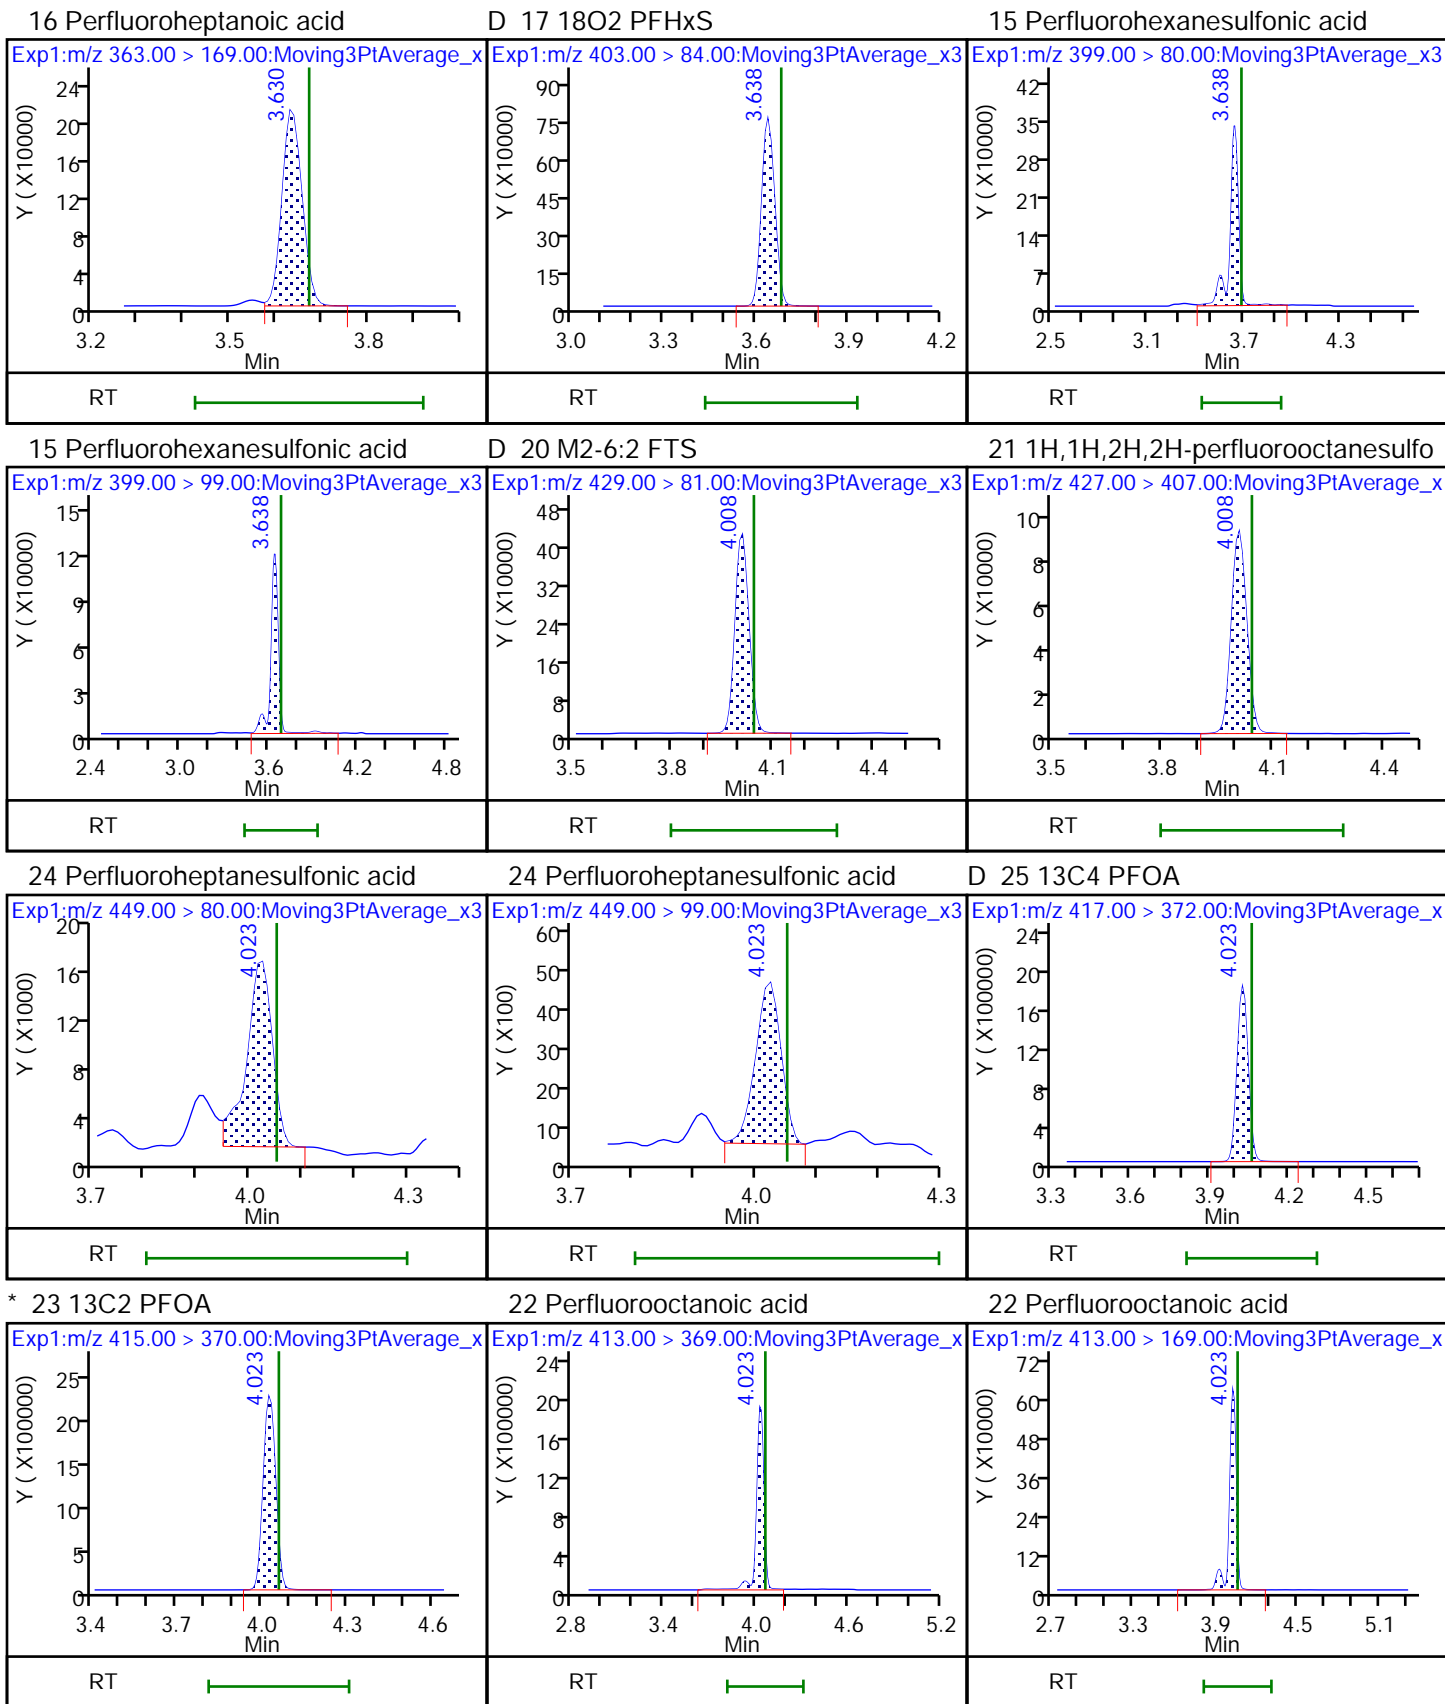 16 Perfluoroheptanoic acid
Exp1:m/z 363.00 > 169.00:Moving3PtAverage_x
3.630
Y ( X10000)
24
20
16
12
8
4
0
3.2 3.5 3.8
Min
RT
D 17 18O2 PFHxS
Exp1:m/z 403.00 > 84.00:Moving3PtAverage_x3
3.638
Y ( X10000)
90
75
60
45
30
15
0
3.0 3.3 3.6 3.9 4.2
Min
RT
15 Perfluorohexanesulfonic acid
Exp1:m/z 399.00 > 80.00:Moving3PtAverage_x3
3.638
Y ( X10000)
42
35
28
21
14
7
0
2.5 3.1 3.7 4.3
Min
RT
15 Perfluorohexanesulfonic acid
Exp1:m/z 399.00 > 99.00:Moving3PtAverage_x3
3.638
Y ( X10000)
15
12
9
6
3
0
2.4 3.0 3.6 4.2 4.8
Min
RT
D 20 M2-6:2 FTS
Exp1:m/z 429.00 > 81.00:Moving3PtAverage_x3
4.008
Y ( X10000)
48
40
32
24
16
8
0
3.5 3.8 4.1 4.4
Min
RT
21 1H,1H,2H,2H-perfluorooctanesulfo
Exp1:m/z 427.00 > 407.00:Moving3PtAverage_x
4.008
Y ( X10000)
10
8
6
4
2
0
3.5 3.8 4.1 4.4
Min
RT
24 Perfluoroheptanesulfonic acid
Exp1:m/z 449.00 > 80.00:Moving3PtAverage_x3
4.023
Y ( X1000)
20
16
12
8
4
0
3.7 4.0 4.3
Min
RT
24 Perfluoroheptanesulfonic acid
Exp1:m/z 449.00 > 99.00:Moving3PtAverage_x3
4.023
Y ( X100)
60
50
40
30
20
10
0
3.7 4.0 4.3
Min
RT
D 25 13C4 PFOA
Exp1:m/z 417.00 > 372.00:Moving3PtAverage_x
4.023
Y ( X100000)
24
20
16
12
8
4
0
3.3 3.6 3.9 4.2 4.5
Min
RT
* 23 13C2 PFOA
Exp1:m/z 415.00 > 370.00:Moving3PtAverage_x
4.023
Y ( X100000)
25
20
15
10
5
0
3.4 3.7 4.0 4.3 4.6
Min
RT
22 Perfluorooctanoic acid
Exp1:m/z 413.00 > 369.00:Moving3PtAverage_x
4.023
Y ( X100000)
24
20
16
12
8
4
0
2.8 3.4 4.0 4.6 5.2
Min
RT
22 Perfluorooctanoic acid
Exp1:m/z 413.00 > 169.00:Moving3PtAverage_x
4.023
Y ( X10000)
72
60
48
36
24
12
0
2.7 3.3 3.9 4.5 5.1
Min
RT